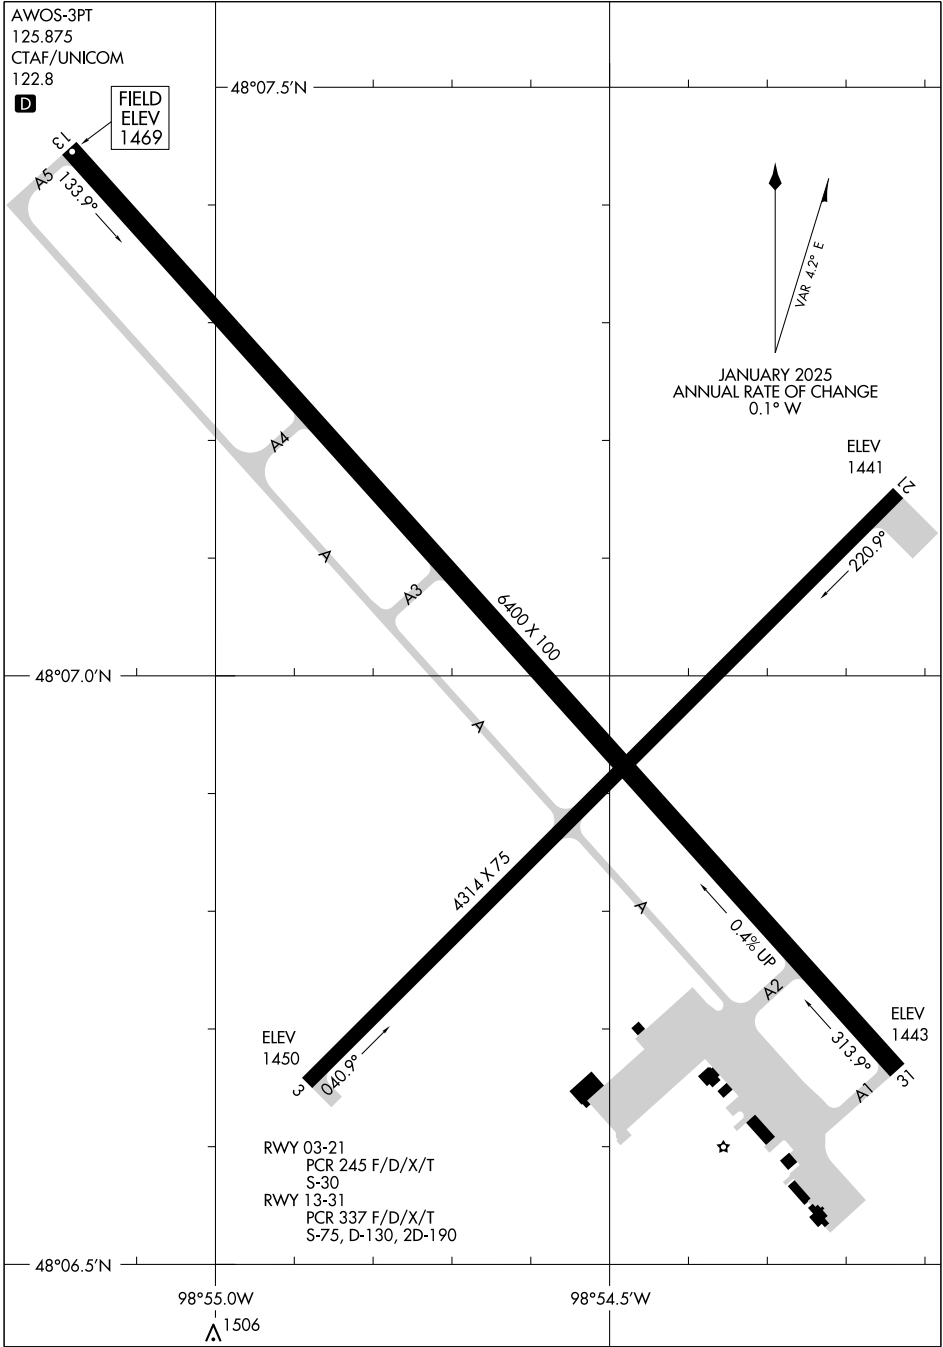 AWOS-3PT
125.875
CTAF/UNICOM
122.8
D
FIELD
ELEV
1469
48°07.5'N
13
A5
133.9°
VAR 4.2° E
JANUARY 2025
ANNUAL RATE OF CHANGE
0.1° W
A4
ELEV
1441
21
220.9°
A
A3
6400 X 100
48°07.0'N
A
4314 X 75
A
0.4% UP
A2
ELEV
1443
313.9°
31
A1
ELEV
1450
040.9°
3
RWY 03-21
PCR 245 F/D/X/T
S-30
RWY 13-31
PCR 337 F/D/X/T
S-75, D-130, 2D-190
48°06.5'N
98°55.0'W
98°54.5'W
1506